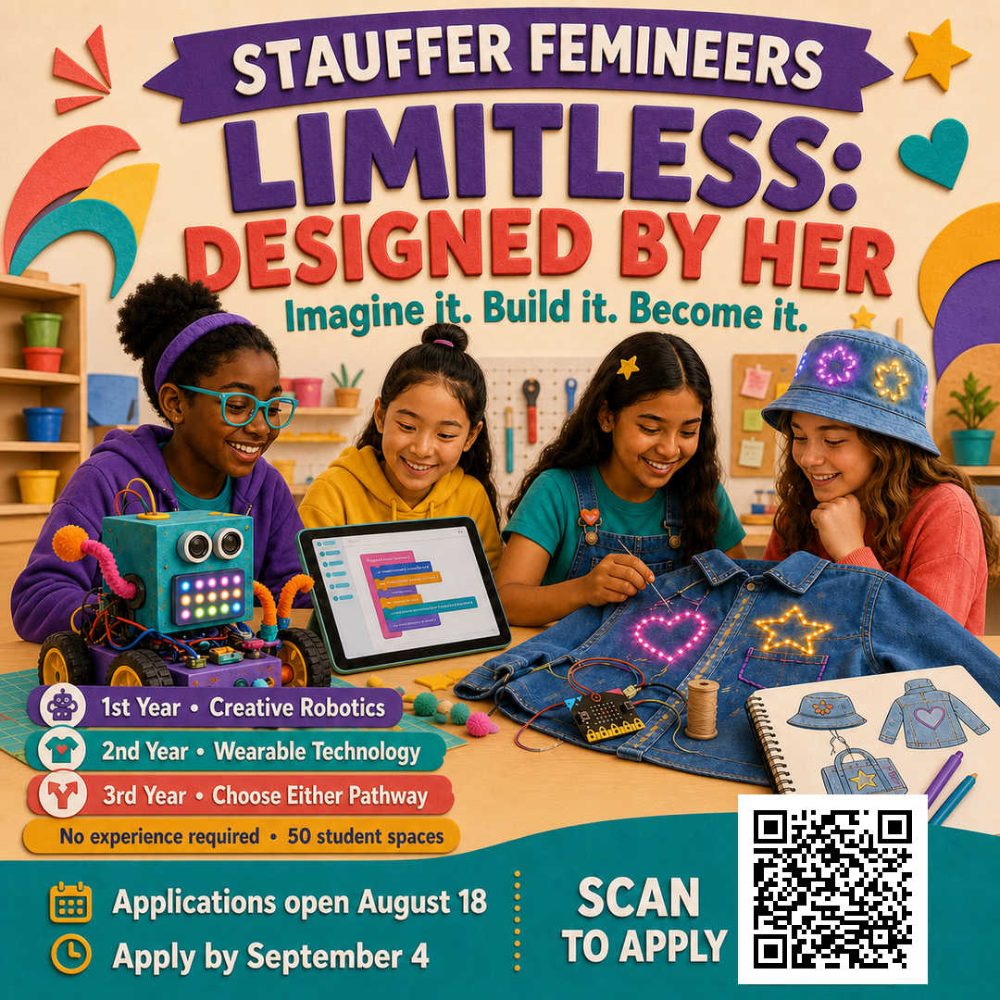 STAUFFER FEMINEERS
LIMITLESS:
DESIGNED BY HER
Imagine it. Build it. Become it.
1st Year • Creative Robotics
2nd Year • Wearable Technology
3rd Year • Choose Either Pathway
No experience required • 50 student spaces
Applications open August 18
Apply by September 4
SCAN
TO APPLY